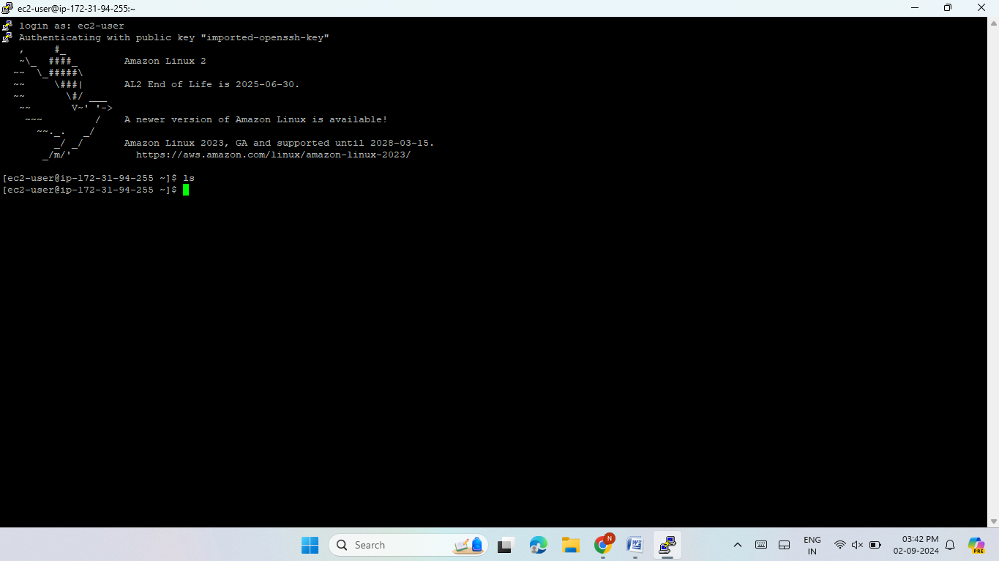 ec2-user@ip-172-31-94-255:~
login as: ec2-user
Authenticating with public key "imported-openssh-key"
   ,     #_
   ~\_  ####_        Amazon Linux 2
  ~~  \_#####\
  ~~     \###|       AL2 End of Life is 2025-06-30.
  ~~       \#/ ___
   ~~       V~' '->
    ~~~         /    A newer version of Amazon Linux is available!
      ~~._.   _/
         _/ _/       Amazon Linux 2023, GA and supported until 2028-03-15.
       _/m/'           https://aws.amazon.com/linux/amazon-linux-2023/
[ec2-user@ip-172-31-94-255 ~]$ ls
[ec2-user@ip-172-31-94-255 ~]$
Search
N
W
ENG
IN
03:42 PM
02-09-2024
PRE